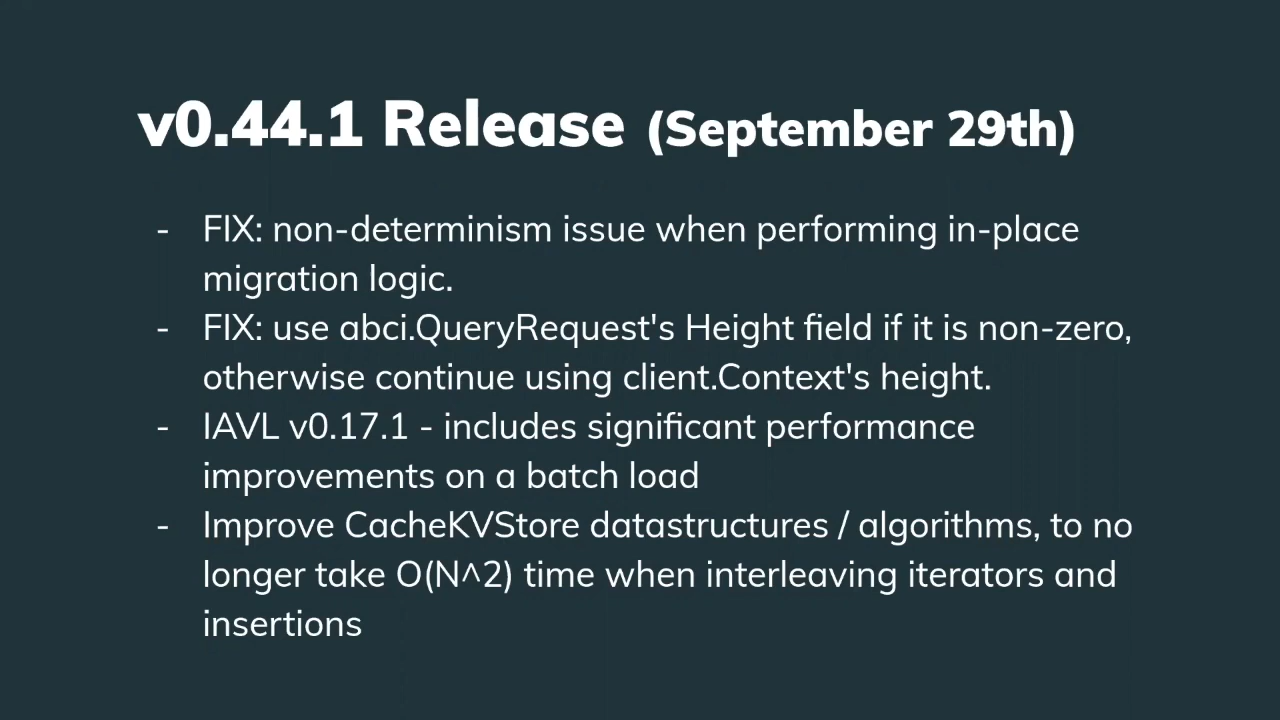 v0.44.1 Release (September 29th)
- FIX: non-determinism issue when performing in-place
migration logic.
- FIX: use abci.QueryRequest's Height field if it is non-zero,
otherwise continue using client.Context's height.
- IAVL v0.17.1 - includes significant performance
improvements on a batch load
- Improve CacheKVStore datastructures / algorithms, to no
longer take O(N^2) time when interleaving iterators and
insertions